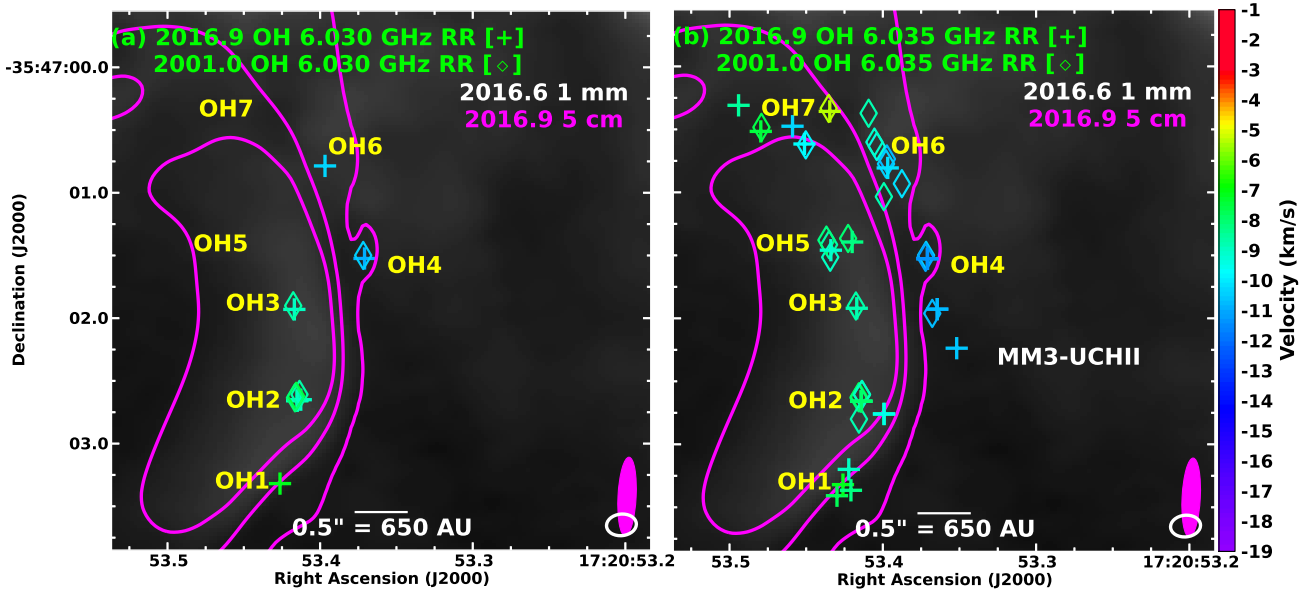 (a) 2016.9 OH 6.030 GHz RR [+]
2001.0 OH 6.030 GHz RR [⋄]
2016.6 1 mm
2016.9 5 cm
OH7
OH6
OH5
OH4
OH3
OH2
OH1
0.5" = 650 AU
-35:47:00.0
01.0
02.0
03.0
Declination (J2000)
53.5
53.4
53.3
17:20:53.2
Right Ascension (J2000)
(b) 2016.9 OH 6.035 GHz RR [+]
2001.0 OH 6.035 GHz RR [⋄]
2016.6 1 mm
2016.9 5 cm
OH7
OH6
OH5
OH4
OH3
MM3-UCHII
OH2
OH1
0.5" = 650 AU
53.5
53.4
53.3
17:20:53.2
Right Ascension (J2000)
-1
-2
-3
-4
-5
-6
-7
-8
-9
-10
-11
-12
-13
-14
-15
-16
-17
-18
-19
Velocity (km/s)